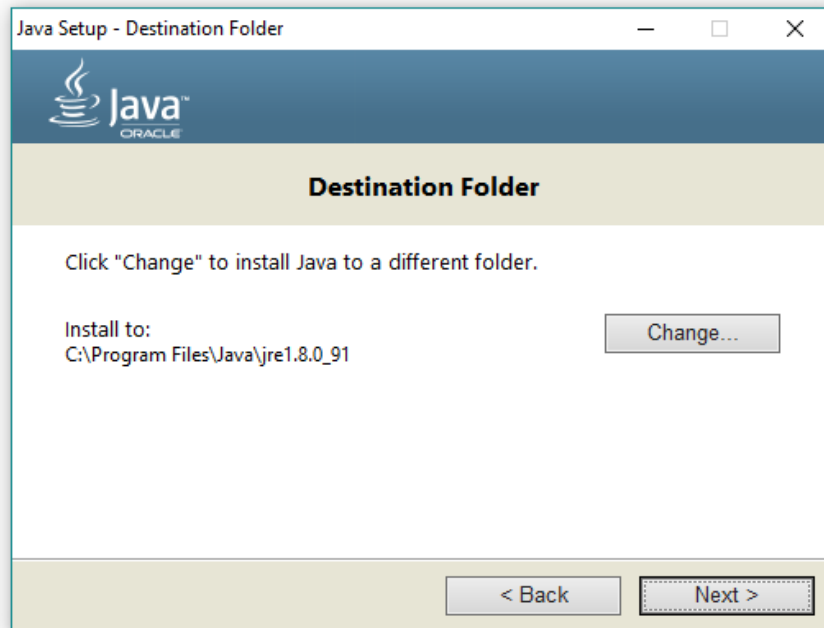 Java Setup - Destination Folder
Java™
ORACLE
Destination Folder
Click "Change" to install Java to a different folder.
Install to:
C:\Program Files\Java\jre1.8.0_91
Change...
< Back
Next >